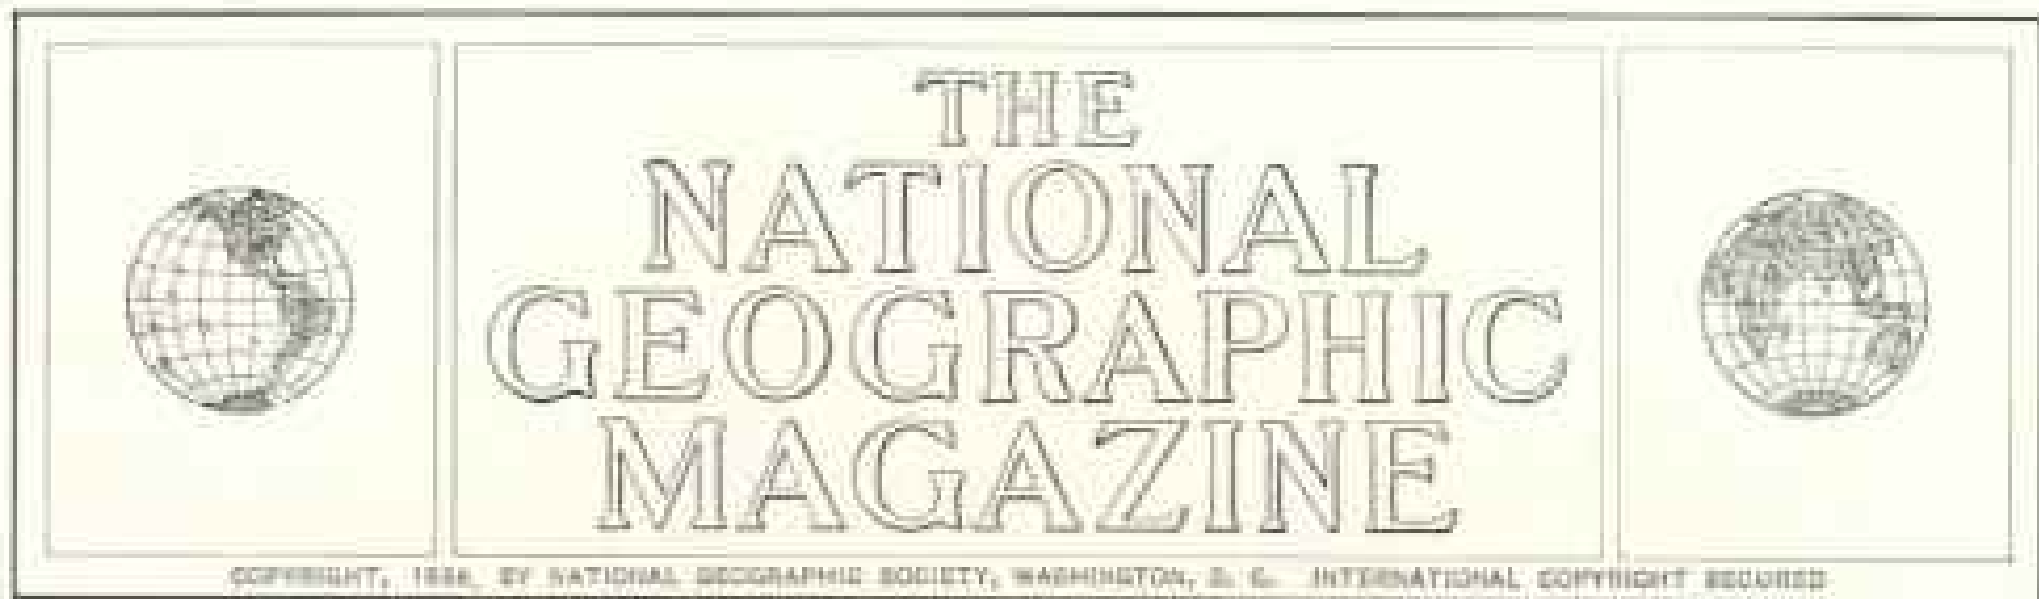 THE
NATIONAL
GEOGRAPHIC
MAGAZINE
COPYRIGHT, BY NATIONAL GEOGRAPHIC SOCIETY, WASHINGTON, D. C. INTERNATIONAL COPYRIGHT SECURED